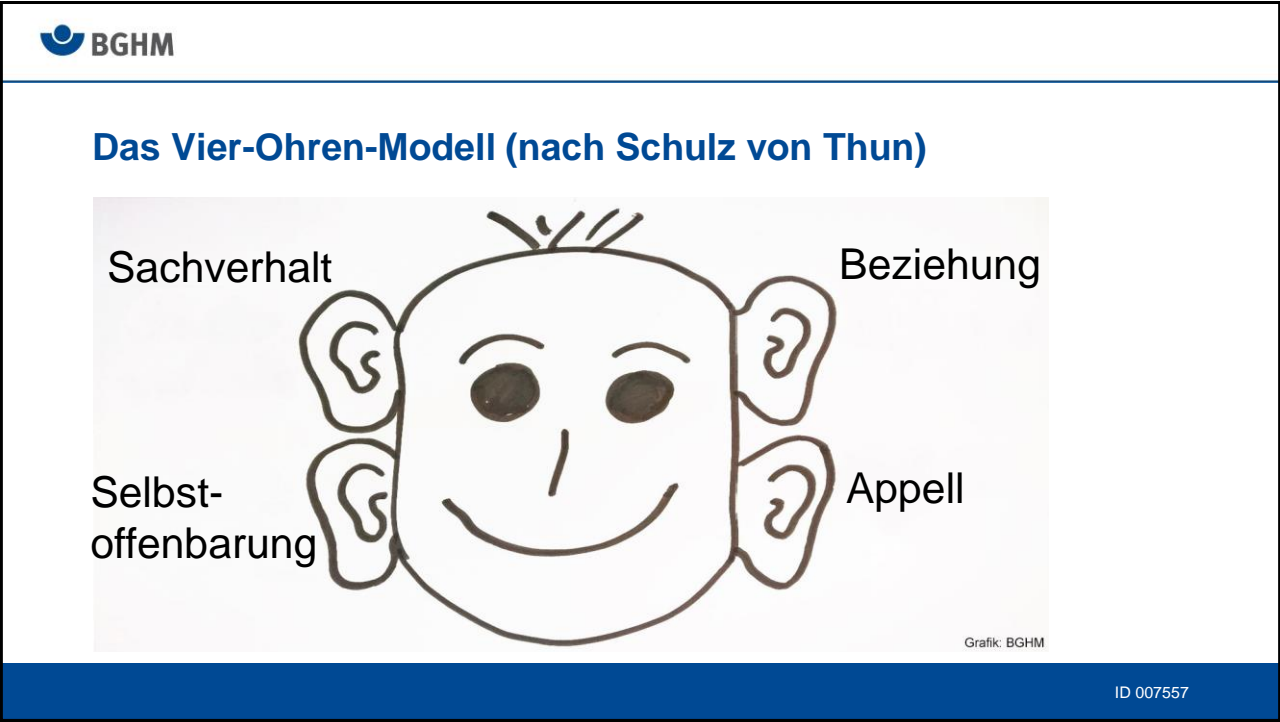 BGHM
Das Vier-Ohren-Modell (nach Schulz von Thun)
Sachverhalt
Beziehung
Selbst-
offenbarung
Appell
Grafik: BGHM
ID 007557